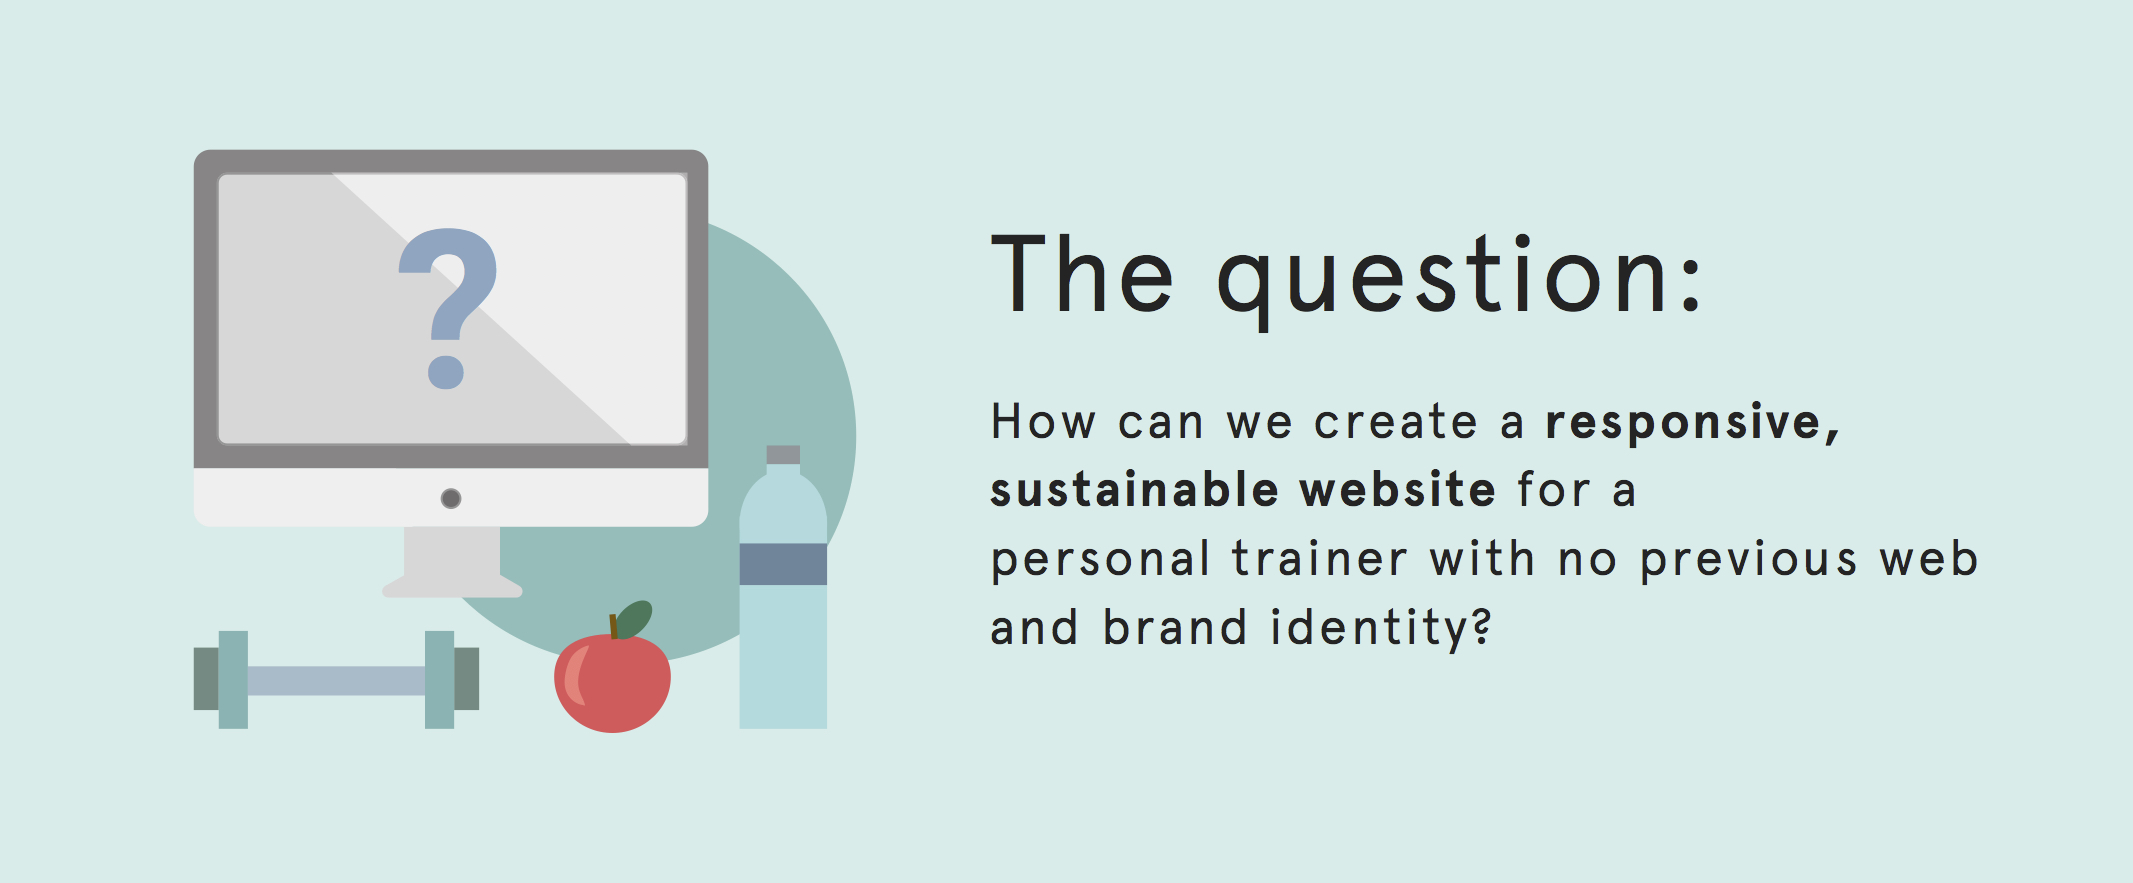 ?
The question:
How can we create a responsive,
sustainable website for a
personal trainer with no previous web
and brand identity?